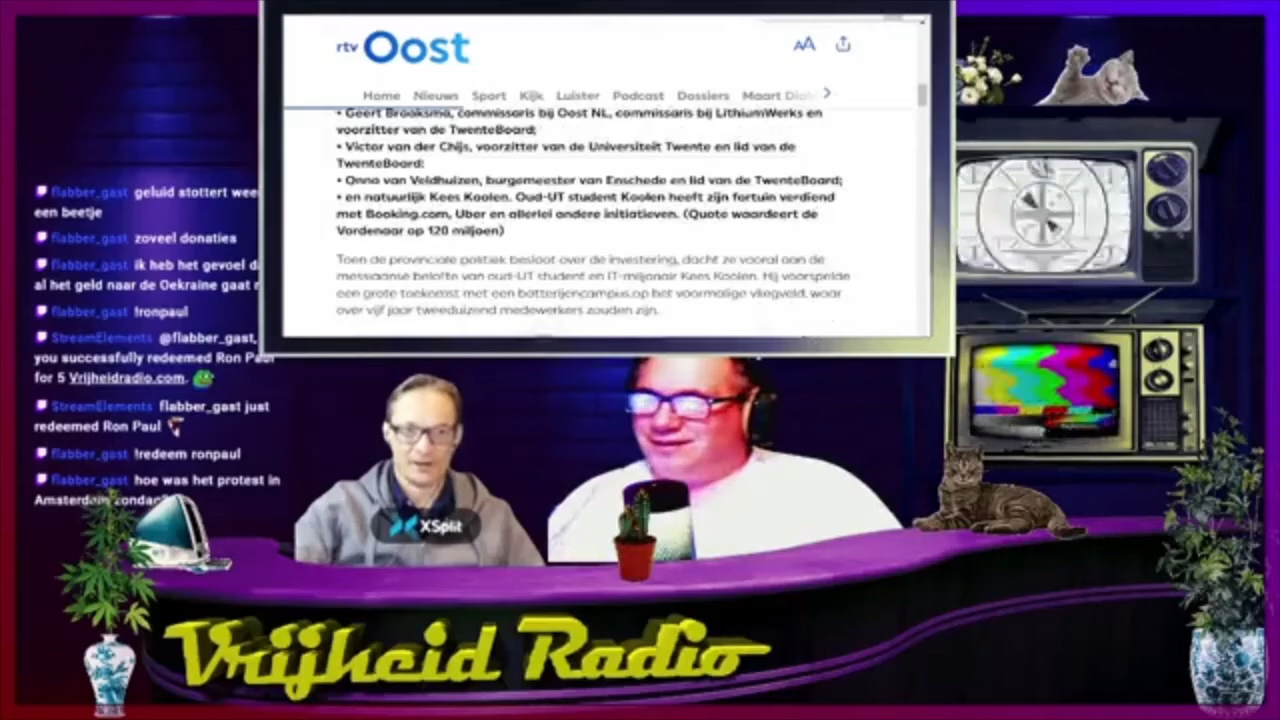 rtv Oost
AA
Home Nieuws Sport Kijk Luister Podcast Dossiers Maart
• Geert Braaksma, commissaris bij Oost NL, commissaris bij LithiumWerks en
voorzitter van de TwenteBoard;
• Victor van der Chijs, voorzitter van de Universiteit Twente en lid van de
TwenteBoard;
• Onno van Veldhuizen, burgemeester van Enschede en lid van de TwenteBoard;
• en natuurlijk Kees Koolen. Oud-UT student Koolen heeft zijn fortuin verdiend
met Booking.com, Uber en allerlei andere initiatieven. (Quote waardeert de
Vordenaar op 120 miljoen)
Toen de provinciale politiek besloot over de investering, dacht ze vooral aan de
messiaanse belofte van oud-UT student en IT-miljonair Kees Koolen. Hij voorspelde
een grote toekomst met een batterijencampus op het voormalige vliegveld, waar
over vijf jaar tweeduizend medewerkers zouden zijn.
flabber_gast geluid stottert wee
een beetje
flabber_gast zoveel donaties
flabber_gast ik heb het gevoel d
al het geld naar de Oekraine gaat
flabber_gast !ronpaul
StreamElements @flabber_gast,
you successfully redeemed Ron Paul
for 5 Vrijheidradio.com.
StreamElements flabber_gast just
redeemed Ron Paul
flabber_gast !redeem ronpaul
flabber_gast hoe was het protest in
Amsterdam zondag
XSplit
Vrijheid Radio